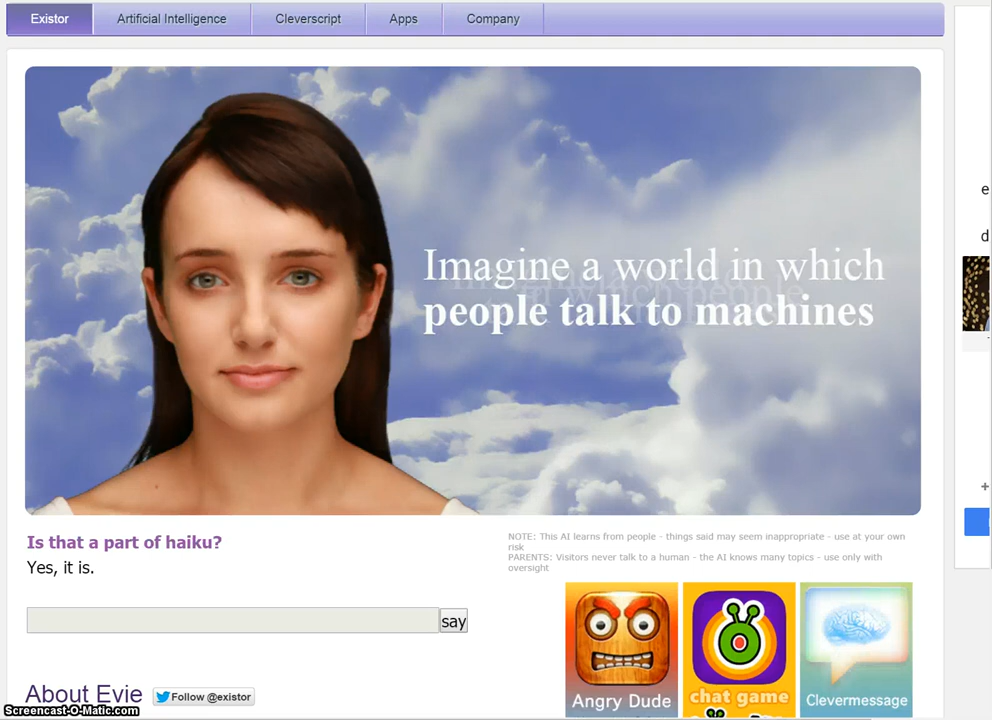 Existor
Artificial Intelligence
Cleverscript
Apps
Company
Imagine a world in which
people talk to machines
Is that a part of haiku?
Yes, it is.
say
NOTE: This AI learns from people - things said may seem inappropriate - use at your own
risk
PARENTS: Visitors never talk to a human - the AI knows many topics - use only with
oversight
Angry Dude
chat game
Clevermessage
About Evie
Follow @existor
Screencast-O-Matic.com
e
d
+